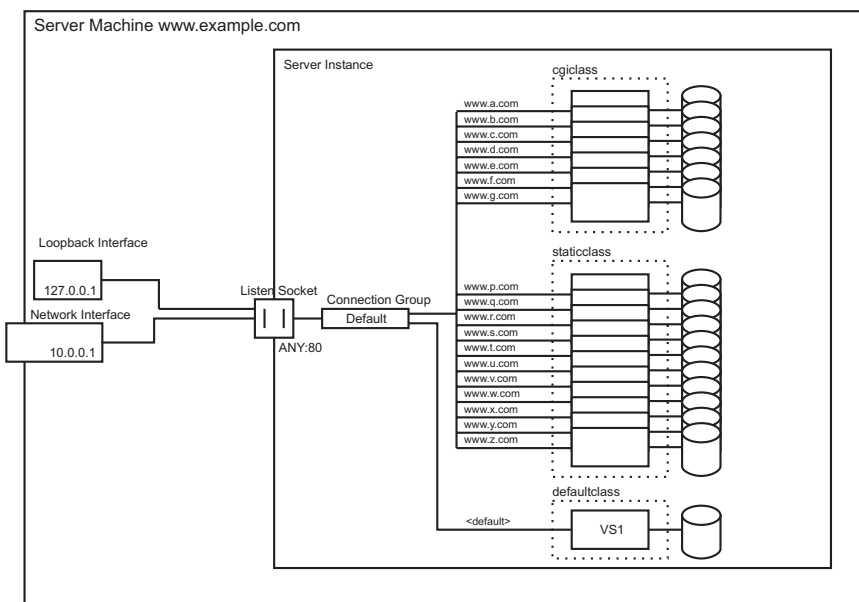 Server Machine www.example.com
Server Instance
cgiclass
www.a.com
www.b.com
www.c.com
www.d.com
www.e.com
www.f.com
www.g.com
Loopback Interface
127.0.0.1
Network Interface
10.0.0.1
Listen Socket
ANY:80
Connection Group
Default
staticclass
www.p.com
www.q.com
www.r.com
www.s.com
www.t.com
www.u.com
www.v.com
www.w.com
www.x.com
www.y.com
www.z.com
defaultclass
<default>
VS1